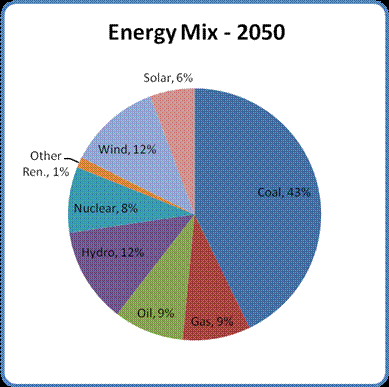 Energy Mix - 2050
Solar, 6%
Coal, 43%
Gas, 9%
Oil, 9%
Hydro, 12%
Nuclear, 8%
Other
Ren., 1%
Wind, 12%